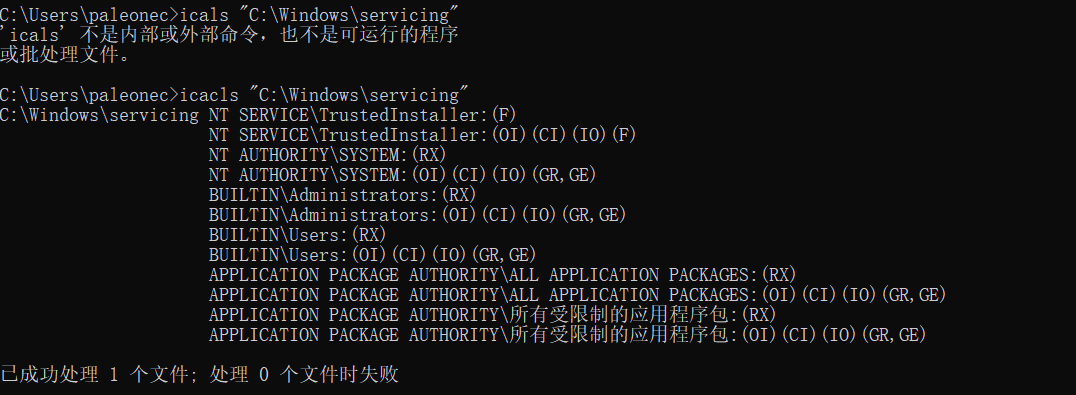 C:\Users\paleonec>icals "C:\Windows\servicing"
'icals' 不是内部或外部命令，也不是可运行的程序
或批处理文件。
C:\Users\paleonec>icacls "C:\Windows\servicing"
C:\Windows\servicing NT SERVICE\TrustedInstaller:(F)
NT SERVICE\TrustedInstaller:(OI)(CI)(IO)(F)
NT AUTHORITY\SYSTEM:(RX)
NT AUTHORITY\SYSTEM:(OI)(CI)(IO)(GR,GE)
BUILTIN\Administrators:(RX)
BUILTIN\Administrators:(OI)(CI)(IO)(GR,GE)
BUILTIN\Users:(RX)
BUILTIN\Users:(OI)(CI)(IO)(GR,GE)
APPLICATION PACKAGE AUTHORITY\ALL APPLICATION PACKAGES:(RX)
APPLICATION PACKAGE AUTHORITY\ALL APPLICATION PACKAGES:(OI)(CI)(IO)(GR,GE)
APPLICATION PACKAGE AUTHORITY\所有受限制的应用程序包:(RX)
APPLICATION PACKAGE AUTHORITY\所有受限制的应用程序包:(OI)(CI)(IO)(GR,GE)
已成功处理 1 个文件; 处理 0 个文件时失败